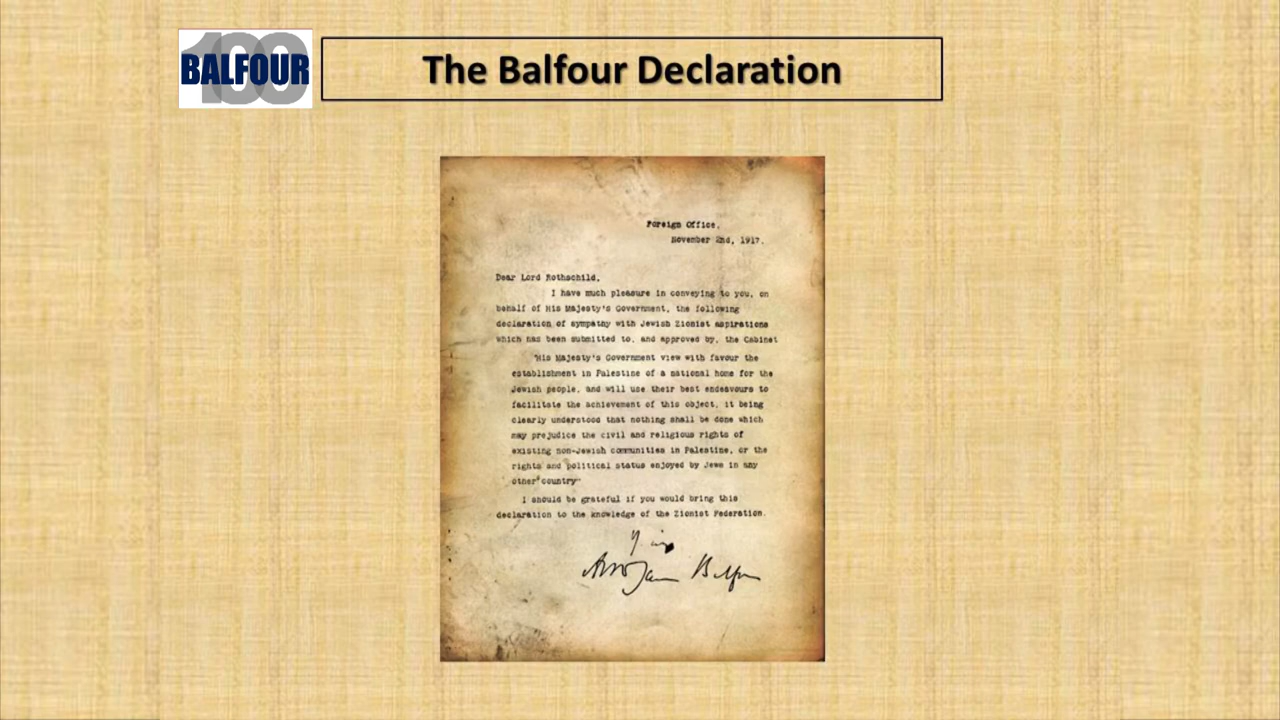 BALFOUR
100
The Balfour Declaration
Foreign Office,
November 2nd, 1917.
Dear Lord Rothschild,
I have much pleasure in conveying to you, on
behalf of His Majesty's Government, the following
declaration of sympathy with Jewish Zionist aspirations
which has been submitted to, and approved by, the Cabinet
"His Majesty's Government view with favour the
establishment in Palestine of a national home for the
Jewish people, and will use their best endeavours to
facilitate the achievement of this object, it being
clearly understood that nothing shall be done which
may prejudice the civil and religious rights of
existing non-Jewish communities in Palestine, or the
rights and political status enjoyed by Jews in any
other country"
I should be grateful if you would bring this
declaration to the knowledge of the Zionist Federation.
Balfour